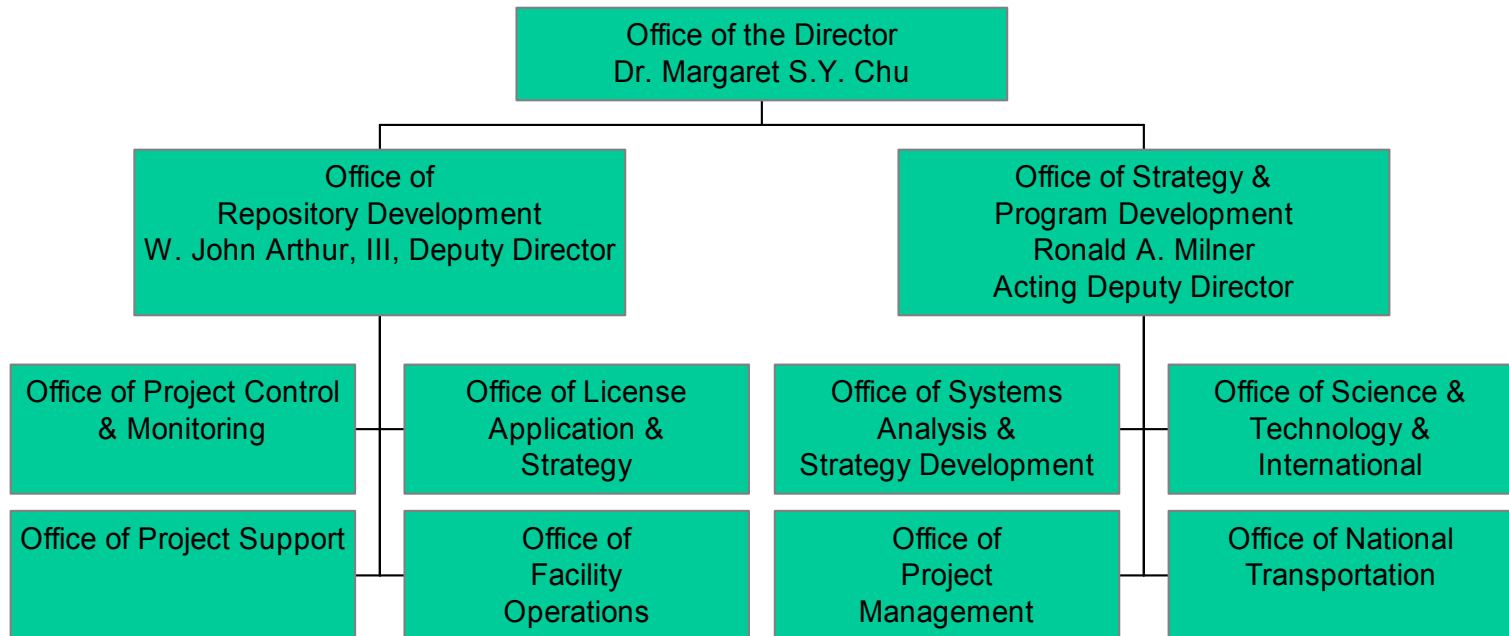 Office of the Director
Dr. Margaret S.Y. Chu
Office of
Repository Development
W. John Arthur, III, Deputy Director
Office of Strategy &
Program Development
Ronald A. Milner
Acting Deputy Director
Office of Project Control
& Monitoring
Office of License
Application &
Strategy
Office of Systems
Analysis &
Strategy Development
Office of Science &
Technology &
International
Office of Project Support
Office of
Facility
Operations
Office of
Project
Management
Office of National
Transportation